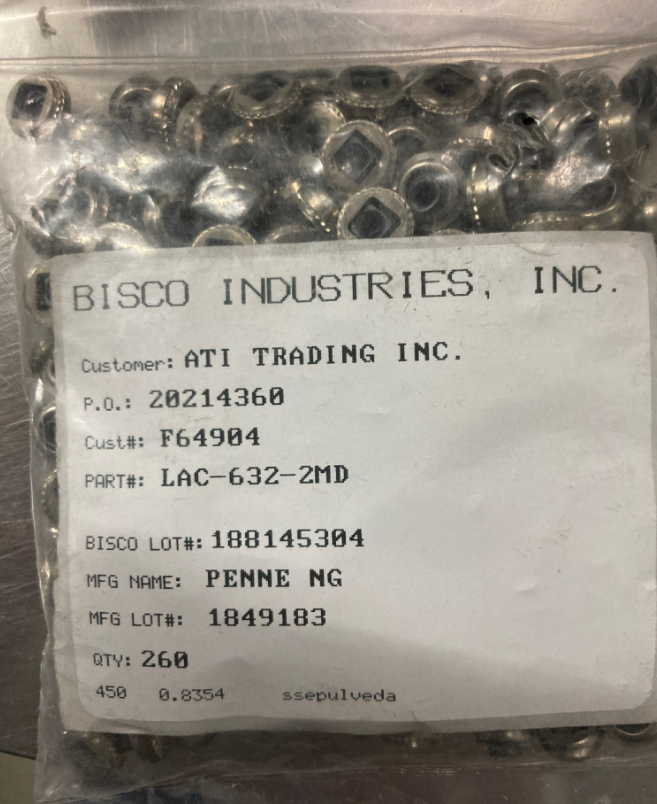 BISCO INDUSTRIES, INC.
Customer: ATI TRADING INC.
P.O.: 20214360
Cust#: F64904
PART#: LAC-632-2MD
BISCO LOT#: 188145304
MFG NAME: PENNE NG
MFG LOT#: 1849183
QTY: 260
450 0.8354 ssepulveda